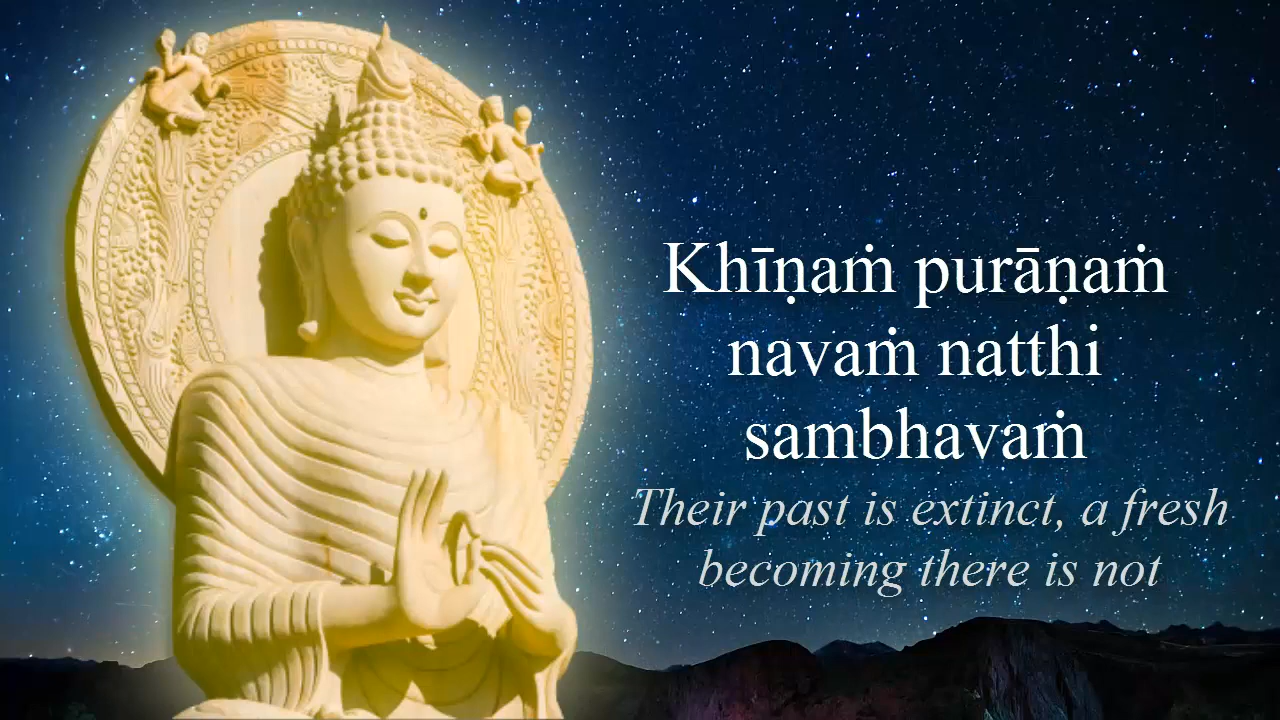 Khīṇaṁ purāṇaṁ
navaṁ natthi
sambhavaṁ
Their past is extinct, a fresh
becoming there is not